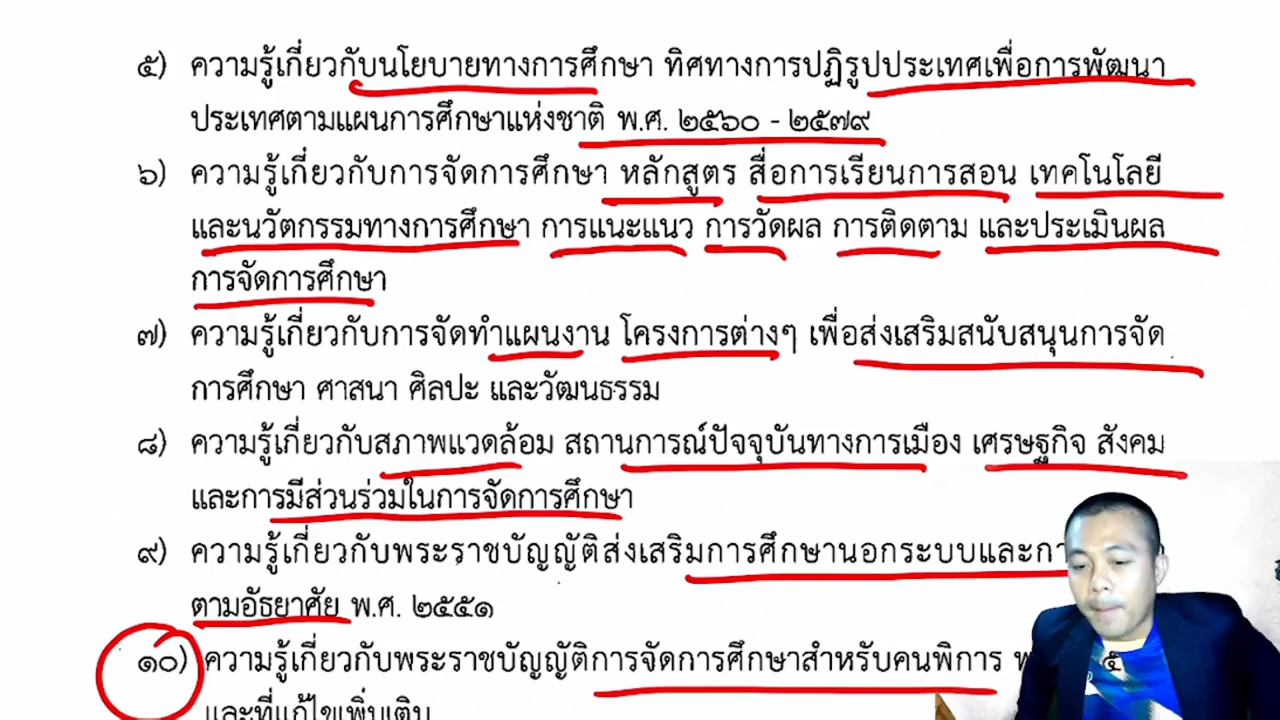 ๕) ความรู้เกี่ยวกับนโยบายทางการศึกษา ทิศทางการปฏิรูปประเทศเพื่อการพัฒนา
ประเทศตามแผนการศึกษาแห่งชาติ พ.ศ. ๒๕๖๐ - ๒๕๗๙
๖) ความรู้เกี่ยวกับการจัดการศึกษา หลักสูตร สื่อการเรียนการสอน เทคโนโลยี
และนวัตกรรมทางการศึกษา การแนะแนว การวัดผล การติดตาม และประเมินผล
การจัดการศึกษา
๗) ความรู้เกี่ยวกับการจัดทำแผนงาน โครงการต่างๆ เพื่อส่งเสริมสนับสนุนการจัด
การศึกษา ศาสนา ศิลปะ และวัฒนธรรม
๘) ความรู้เกี่ยวกับสภาพแวดล้อม สถานการณ์ปัจจุบันทางการเมือง เศรษฐกิจ สังคม
และการมีส่วนร่วมในการจัดการศึกษา
๙) ความรู้เกี่ยวกับพระราชบัญญัติส่งเสริมการศึกษานอกระบบและกา
ตามอัธยาศัย พ.ศ. ๒๕๕๑
๑๐) ความรู้เกี่ยวกับพระราชบัญญัติการจัดการศึกษาสำหรับคนพิการ
และที่แก้ไขเพิ่มเติม